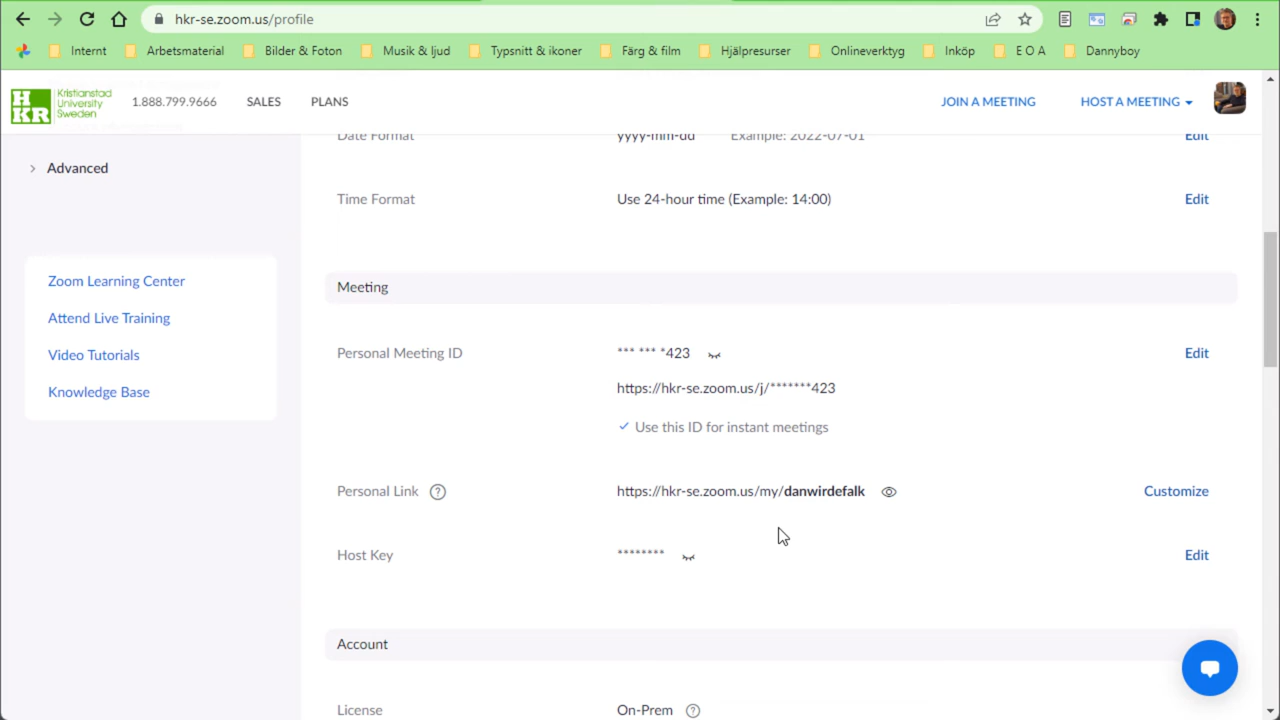 hkr-se.zoom.us/profile
Internt Arbetsmaterial Bilder & Foton Musik & ljud Typsnitt & ikoner Färg & film Hjälpresurser Onlineverktyg Inköp E O A Dannyboy
HKR Kristianstad University Sweden 1.888.799.9666 SALES PLANS JOIN A MEETING HOST A MEETING
Date Format yyyy-mm-dd Example: 2022-07-01 Edit
Advanced
Time Format Use 24-hour time (Example: 14:00) Edit
Zoom Learning Center
Attend Live Training
Video Tutorials
Knowledge Base
Meeting
Personal Meeting ID *** *** *423 Edit
https://hkr-se.zoom.us/j/*******423
Use this ID for instant meetings
Personal Link ? https://hkr-se.zoom.us/my/danwirdefalk Customize
Host Key ******** Edit
Account
License On-Prem ?